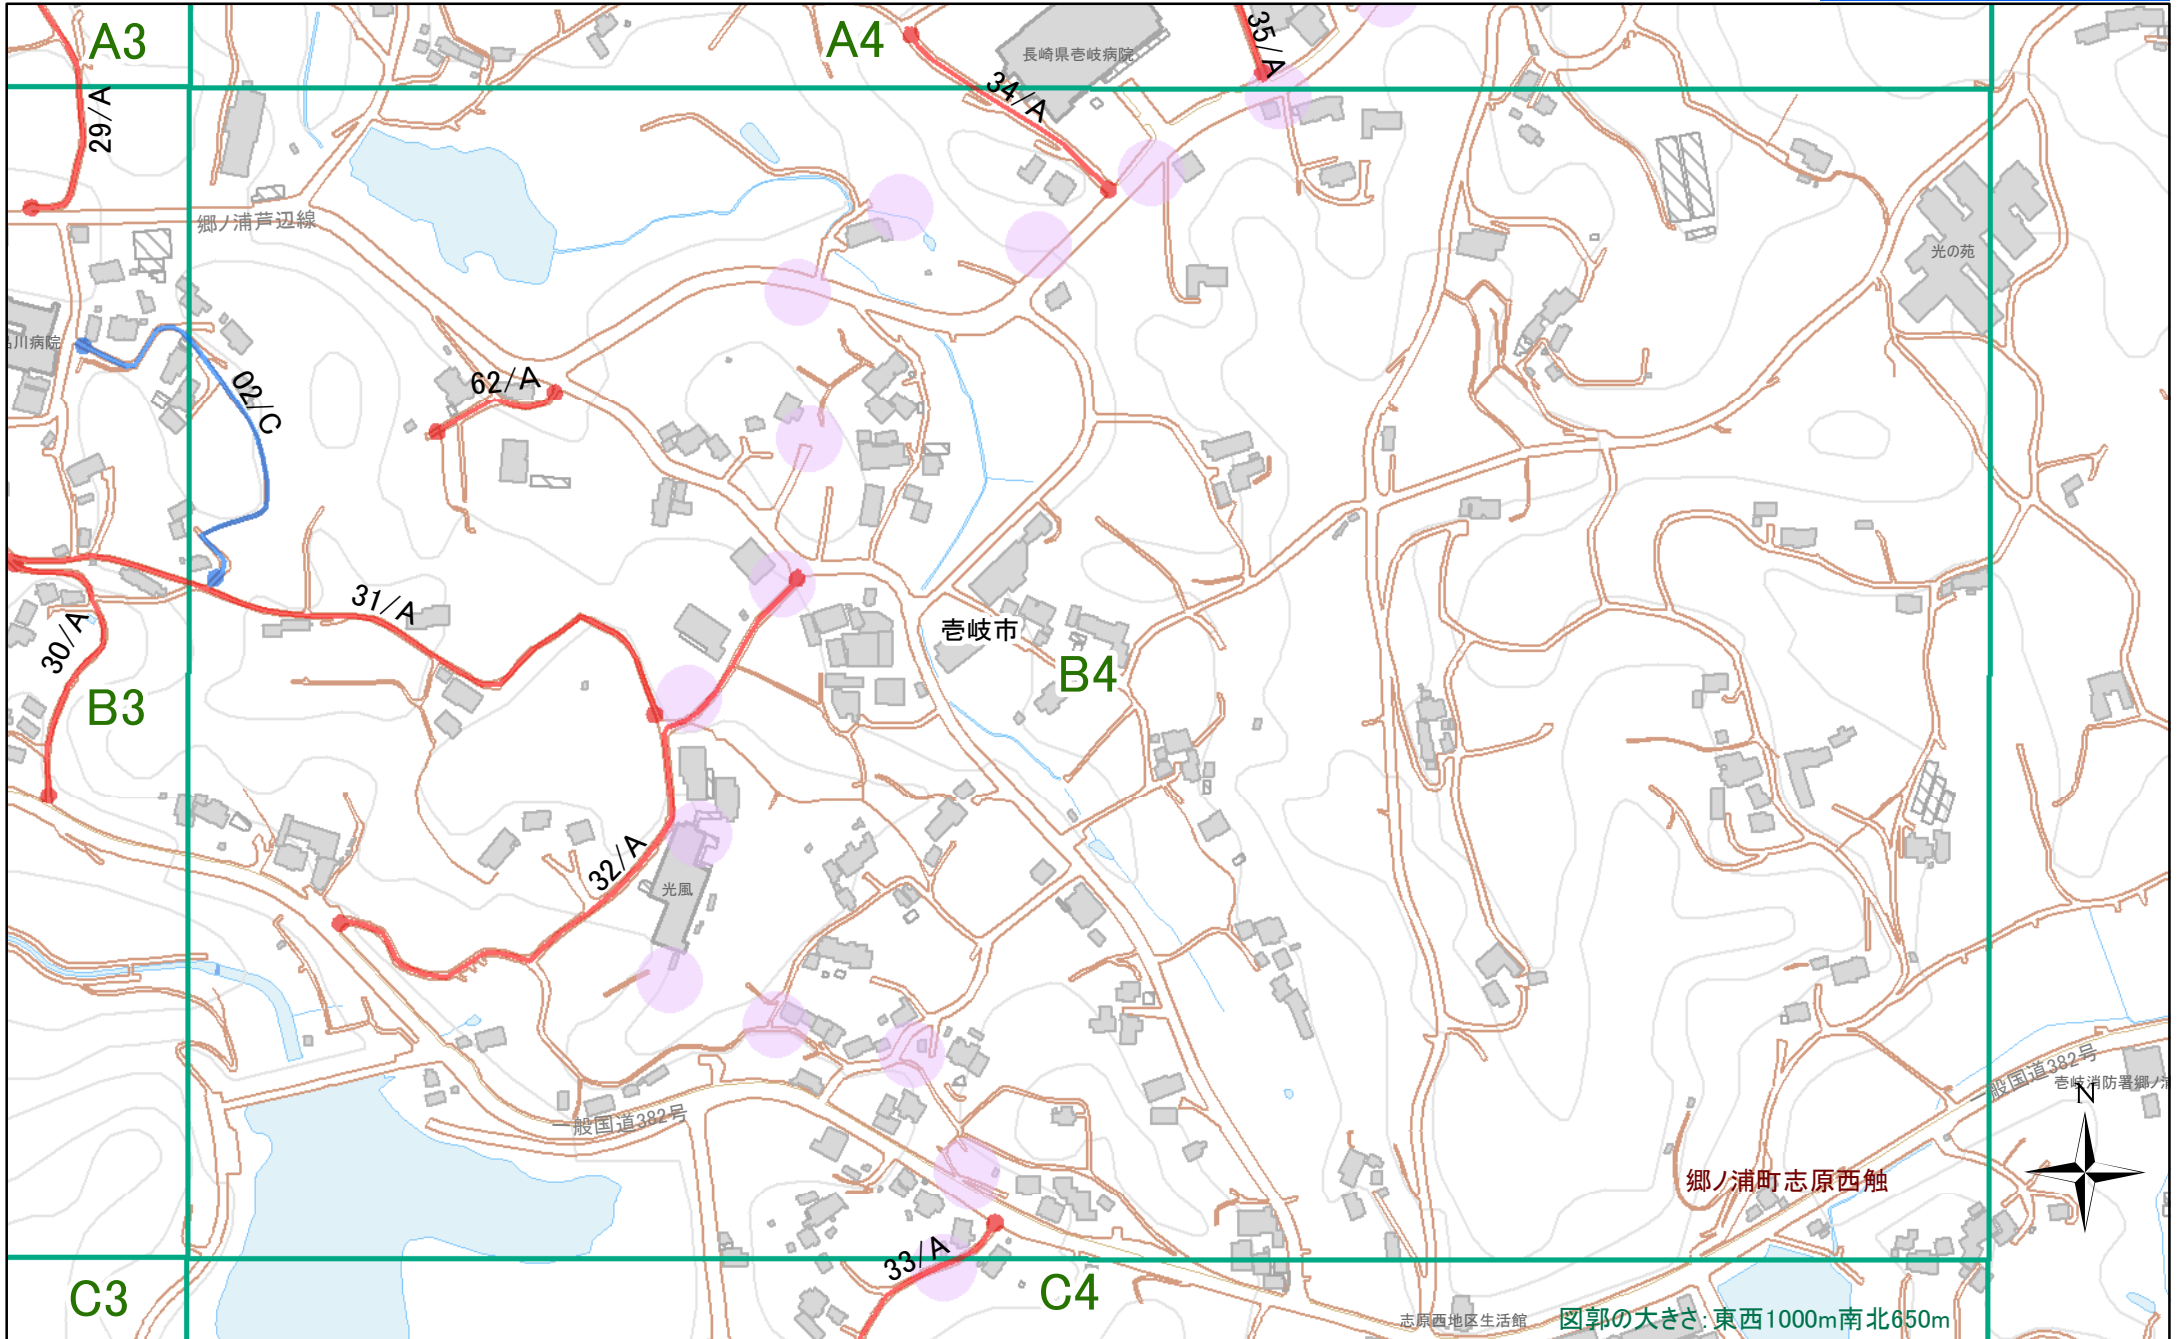 A3
A4
長崎県壱岐病院
35/A
34/A
29/A
郷ノ浦芦辺線
光の苑
川病院
62/A
02/C
31/A
30/A
壱岐市
B4
B3
32/A
光風
一般国道382号
一般国道382号
壱岐消防署郷ノ浦
N
郷ノ浦町志原西触
33/A
C3
C4
志原西地区生活館
図郭の大きさ：東西1000m南北650m